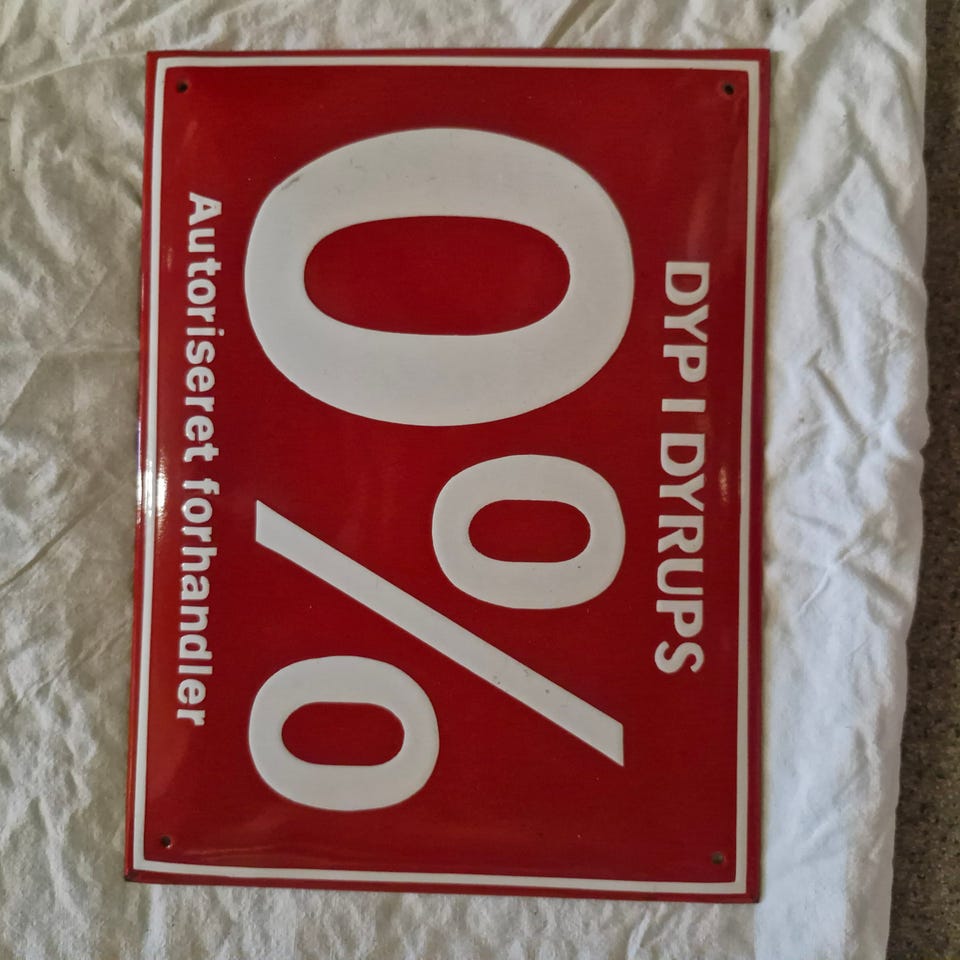 DYP I DYRUPS
0%
Autoriseret forhandler